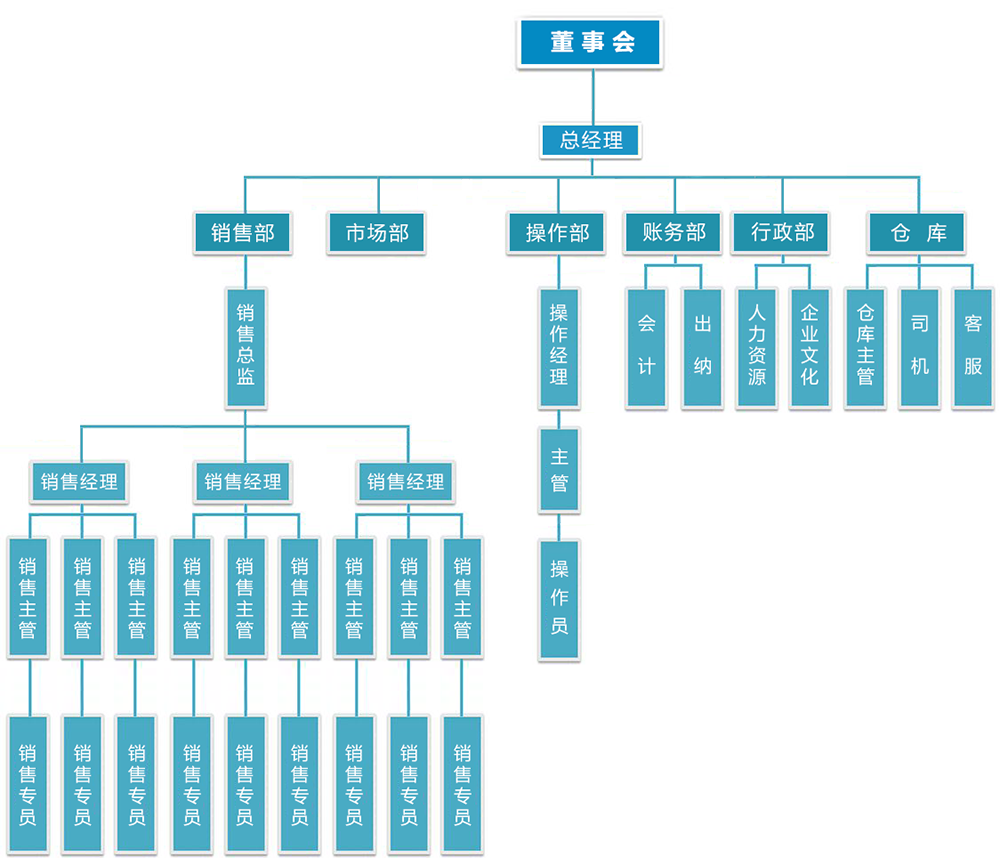 董事会
总经理
销售部
市场部
操作部
账务部
行政部
仓 库
销售总监
操作经理
会计
出纳
人力资源
企业文化
仓库主管
司机
客服
主管
销售经理
销售经理
销售经理
销售主管
销售主管
销售主管
销售主管
销售主管
销售主管
销售主管
销售主管
销售主管
操作员
销售专员
销售专员
销售专员
销售专员
销售专员
销售专员
销售专员
销售专员
销售专员